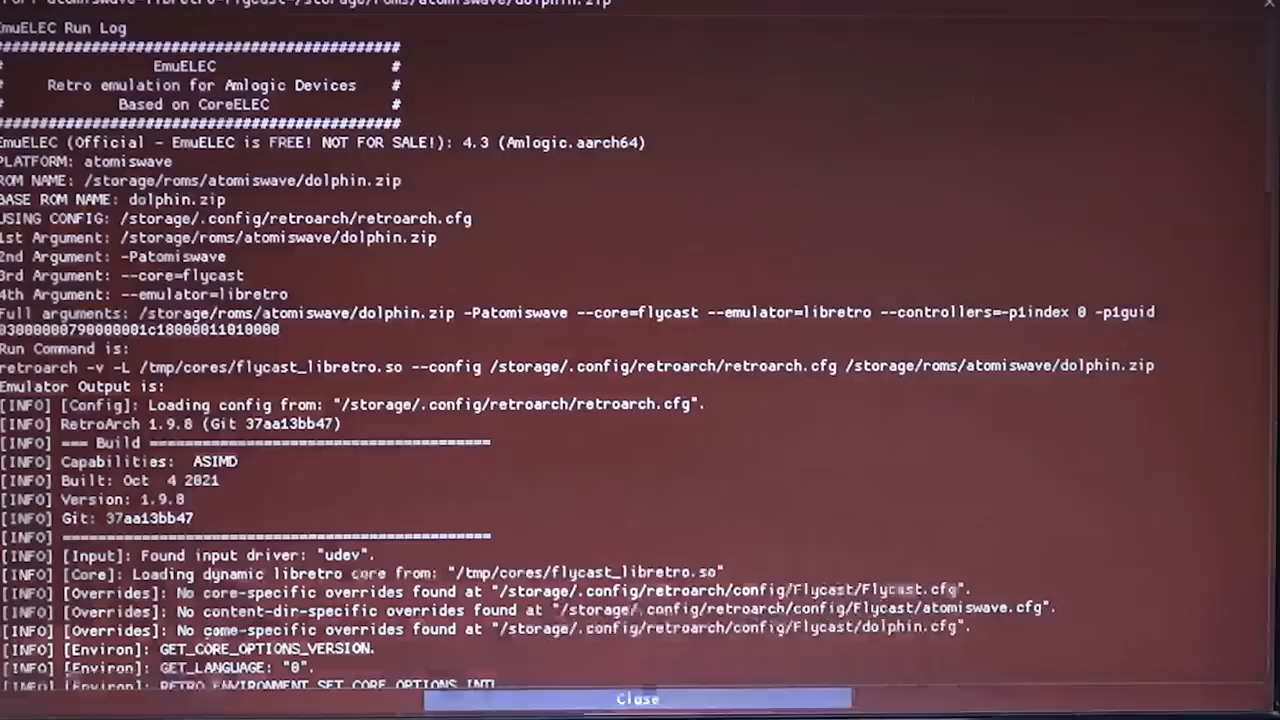 atomiswave-libretro-flycast-/storage/roms/atomiswave/dolphin.zip
EmuELEC Run Log
##############################################
# EmuELEC #
# Retro emulation for Amlogic Devices #
# Based on CoreELEC #
##############################################
EmuELEC (Official - EmuELEC is FREE! NOT FOR SALE!): 4.3 (Amlogic.aarch64)
PLATFORM: atomiswave
ROM NAME: /storage/roms/atomiswave/dolphin.zip
BASE ROM NAME: dolphin.zip
USING CONFIG: /storage/.config/retroarch/retroarch.cfg
1st Argument: /storage/roms/atomiswave/dolphin.zip
2nd Argument: -Patomiswave
3rd Argument: --core=flycast
4th Argument: --emulator=libretro
Full arguments: /storage/roms/atomiswave/dolphin.zip -Patomiswave --core=flycast --emulator=libretro --controllers=-p1index 0 -p1guid
03000000790000001c18000011010000
Run Command is:
retroarch -v -L /tmp/cores/flycast_libretro.so --config /storage/.config/retroarch/retroarch.cfg /storage/roms/atomiswave/dolphin.zip
Emulator Output is:
[INFO] [Config]: Loading config from: "/storage/.config/retroarch/retroarch.cfg".
[INFO] RetroArch 1.9.8 (Git 37aa13bb47)
[INFO] === Build =======================================
[INFO] Capabilities: ASIMD
[INFO] Built: Oct 4 2021
[INFO] Version: 1.9.8
[INFO] Git: 37aa13bb47
[INFO] =================================================
[INFO] [Input]: Found input driver: "udev".
[INFO] [Core]: Loading dynamic libretro core from: "/tmp/cores/flycast_libretro.so"
[INFO] [Overrides]: No core-specific overrides found at "/storage/.config/retroarch/config/Flycast/Flycast.cfg".
[INFO] [Overrides]: No content-dir-specific overrides found at "/storage/.config/retroarch/config/Flycast/atomiswave.cfg".
[INFO] [Overrides]: No game-specific overrides found at "/storage/.config/retroarch/config/Flycast/dolphin.cfg".
[INFO] [Environ]: GET_CORE_OPTIONS_VERSION.
[INFO] [Environ]: GET_LANGUAGE: "0".
[INFO] [Environ]: RETRO_ENVIRONMENT_SET_CORE_OPTIONS_INTL
Close